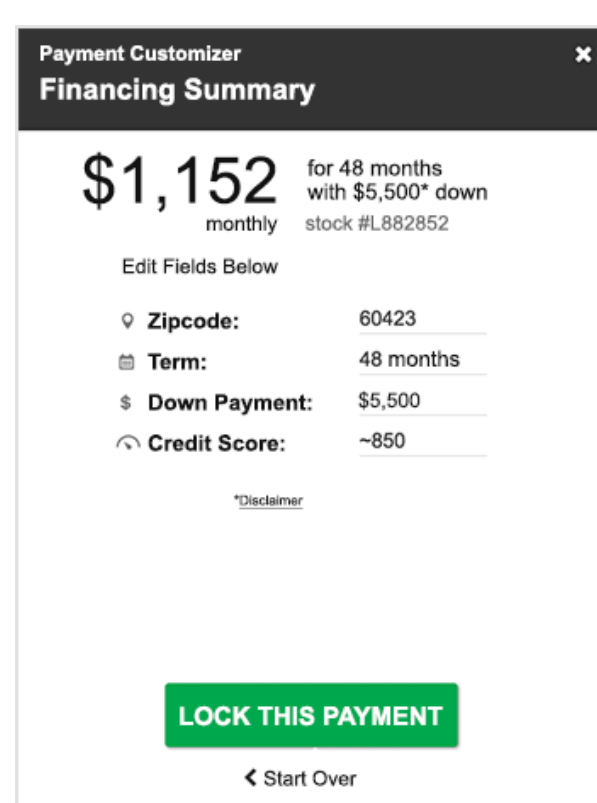 Payment Customizer
Financing Summary
$1,152 monthly
for 48 months
with $5,500* down
stock #L882852
Edit Fields Below
Zipcode: 60423
Term: 48 months
$ Down Payment: $5,500
Credit Score: ~850
*Disclaimer
LOCK THIS PAYMENT
Start Over